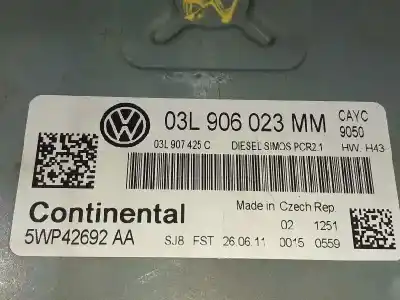 03L 906 023 MM CAYC
9050
03L 907 425 C DIESEL SIMOS PCR2.1 HW. H43
Continental
Made in Czech Rep.
02 1251
5WP42692 AA SJ8 FST 26.06.11 0015 0559